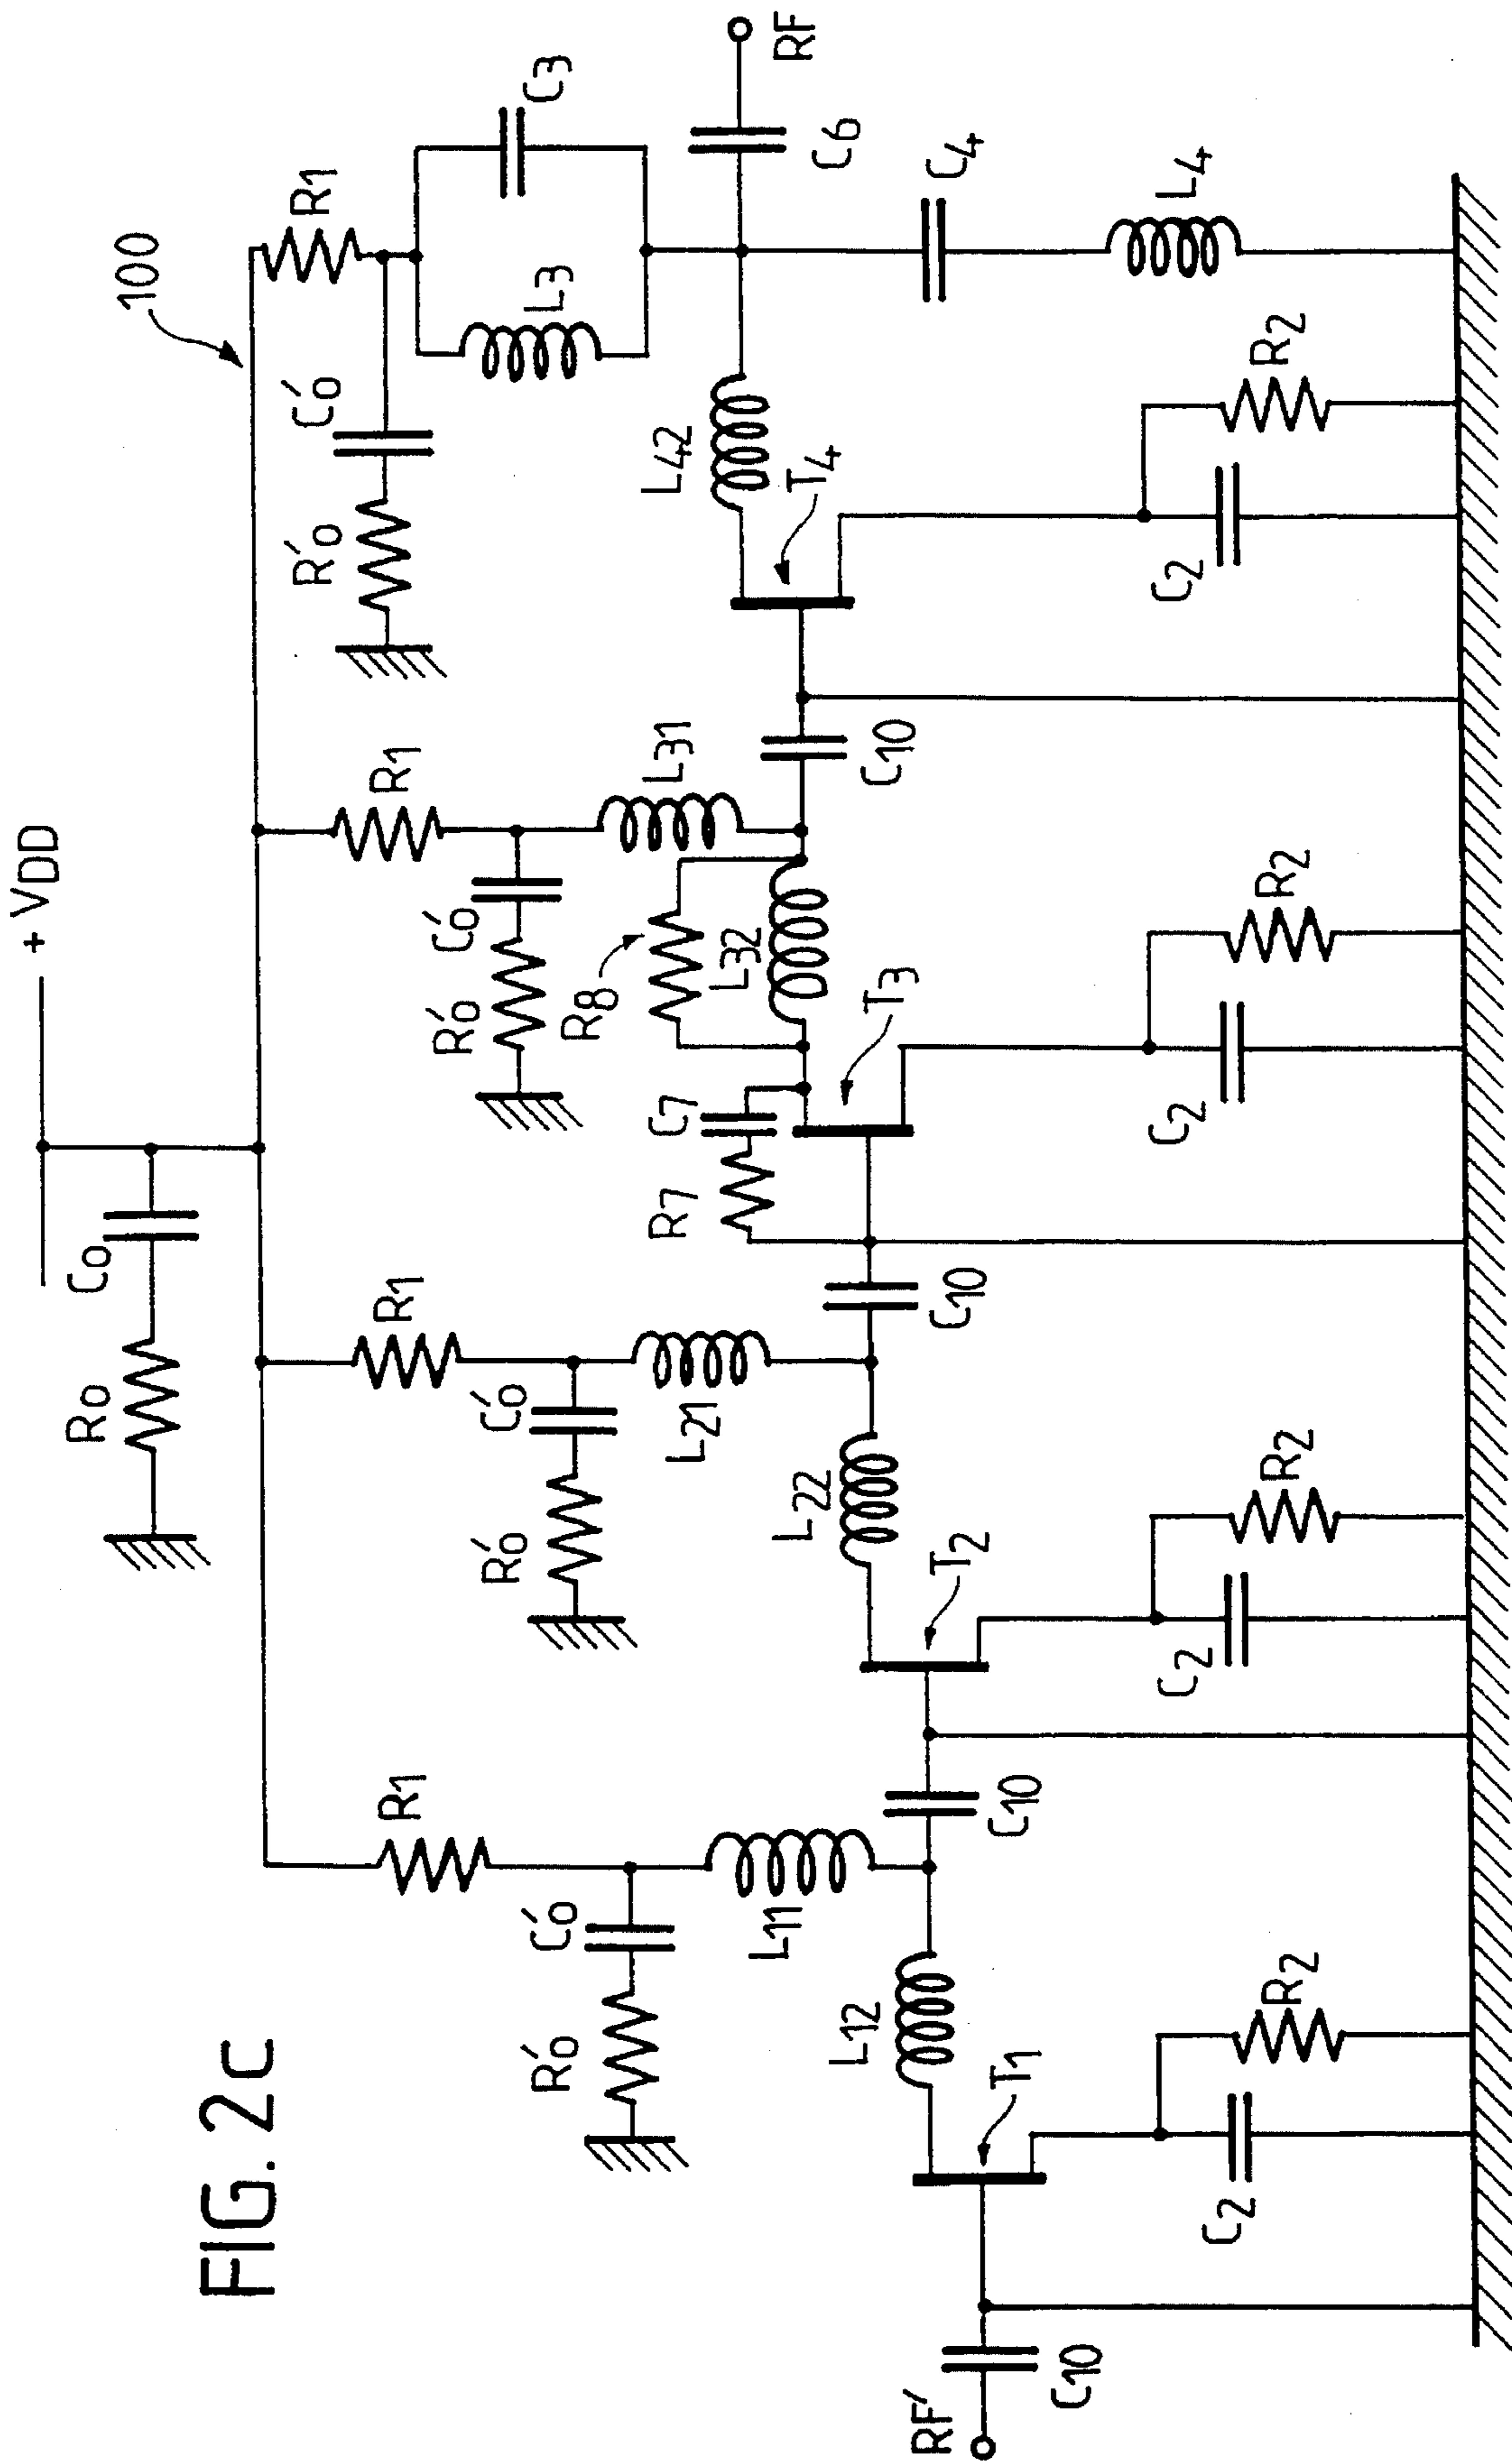 FIG. 2c
+ VDD
100
R0
C0
R1
R1
R1
R1
R'0
C'0
R'0
C'0
R'0
C'0
R'0
C'0
L11
L21
L31
L3
C3
R8
R7
C7
L12
L22
L32
L42
RF'
C10
C10
C10
C10
C6
RF
T1
T2
T3
T4
C4
L4
C2
R2
C2
R2
C2
R2
C2
R2